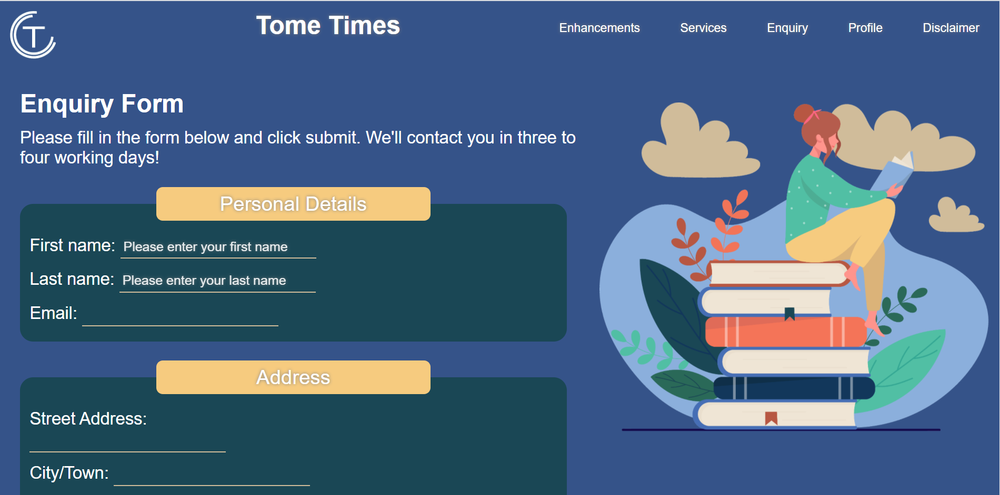 T
Tome Times
Enhancements Services Enquiry Profile Disclaimer
Enquiry Form
Please fill in the form below and click submit. We'll contact you in three to
four working days!
Personal Details
First name: Please enter your first name
Last name: Please enter your last name
Email:
Address
Street Address:
City/Town: